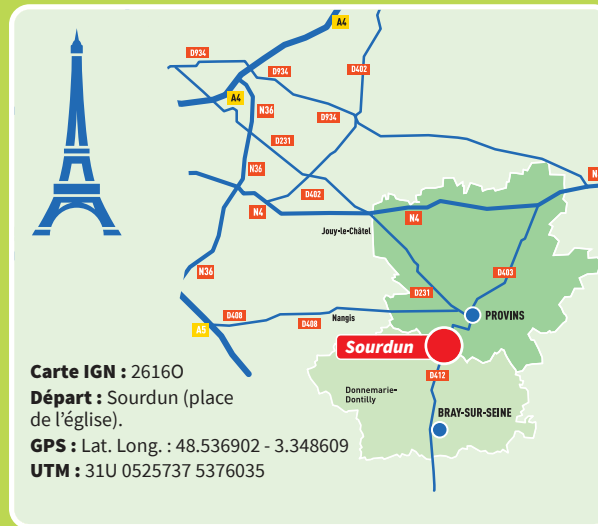 A4
D934
D934
D402
A4
N36
D934
D231
N36
D402
N4
N4
Jouy-le-Châtel
N36
D403
D231
D408
D408
Nangis
A5
PROVINS
Sourdun
D412
Donnemarie-
Dontilly
BRAY-SUR-SEINE
Carte IGN : 2616O
Départ : Sourdun (place
de l'église).
GPS : Lat. Long. : 48.536902 - 3.348609
UTM : 31U 0525737 5376035